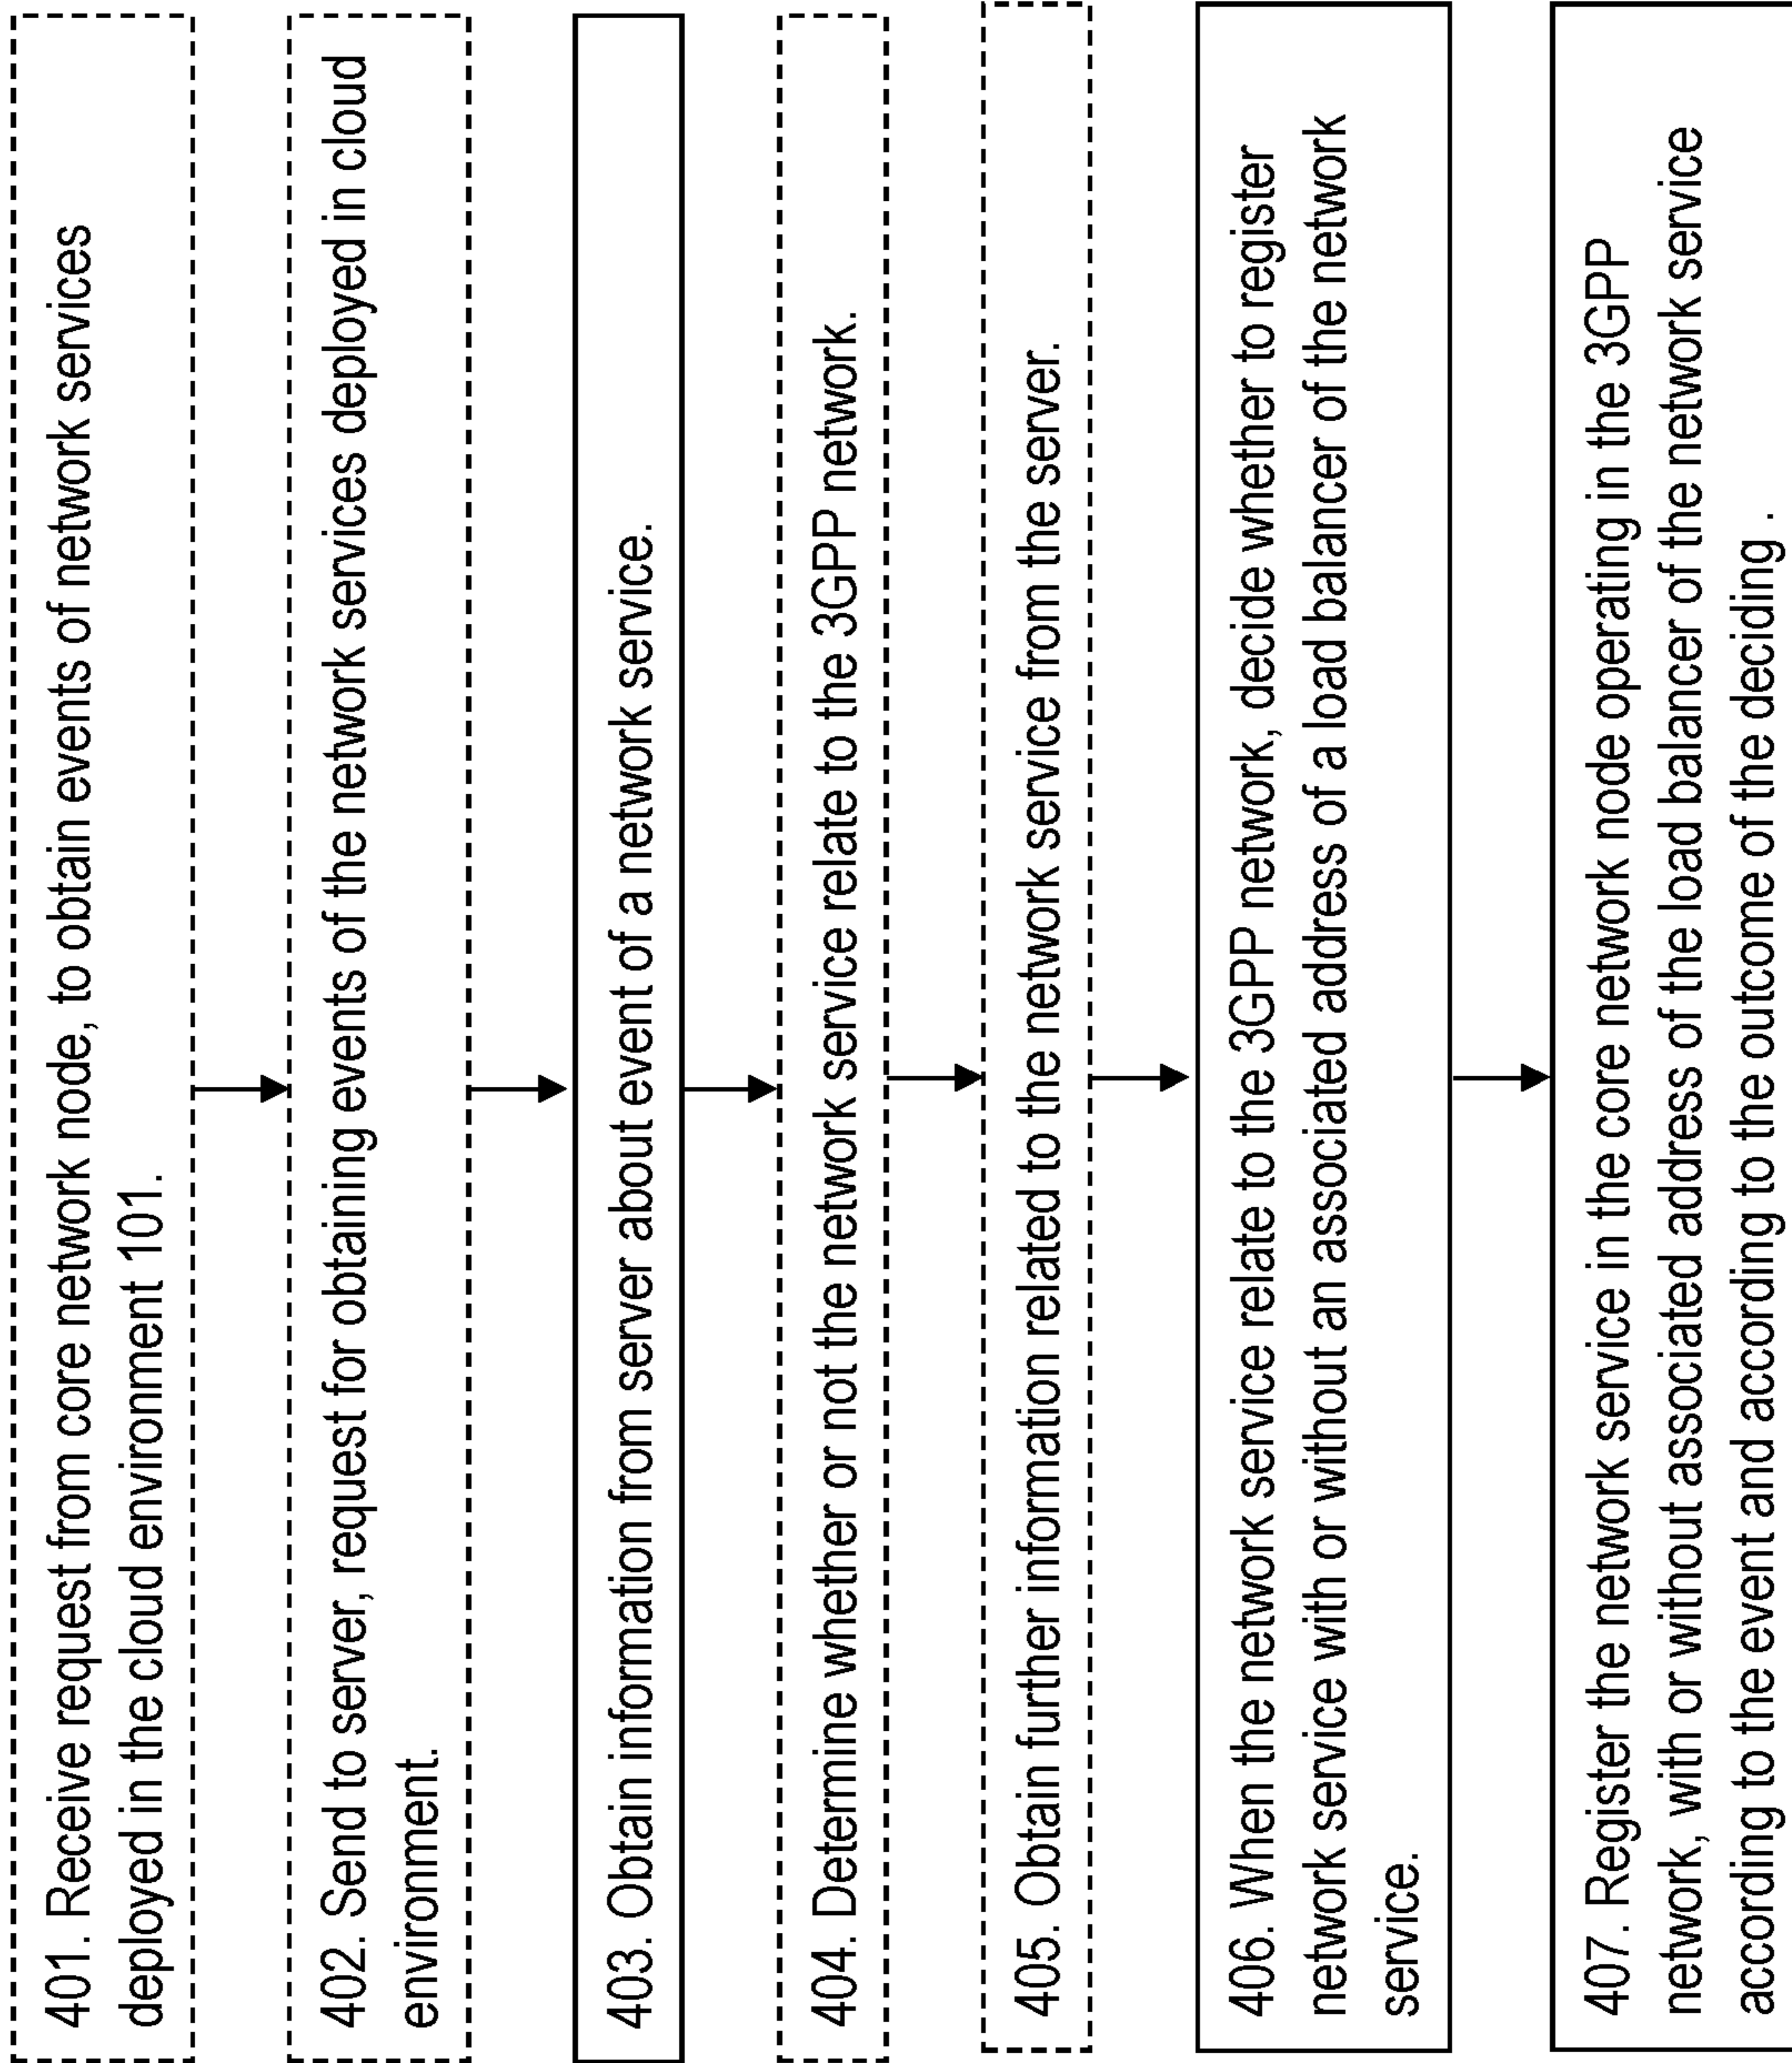 401. Receive request from core network node, to obtain events of network services
deployed in the cloud environment 101.
402. Send to server, request for obtaining events of the network services deployed in cloud
environment.
403. Obtain information from server about event of a network service.
404. Determine whether or not the network service relate to the 3GPP network.
405. Obtain further information related to the network service from the server.
406. When the network service relate to the 3GPP network, decide whether to register
network service with or without an associated address of a load balancer of the network
service.
407. Register the network service in the core network node operating in the 3GPP
network, with or without associated address of the load balancer of the network service
according to the event and according to the outcome of the deciding .